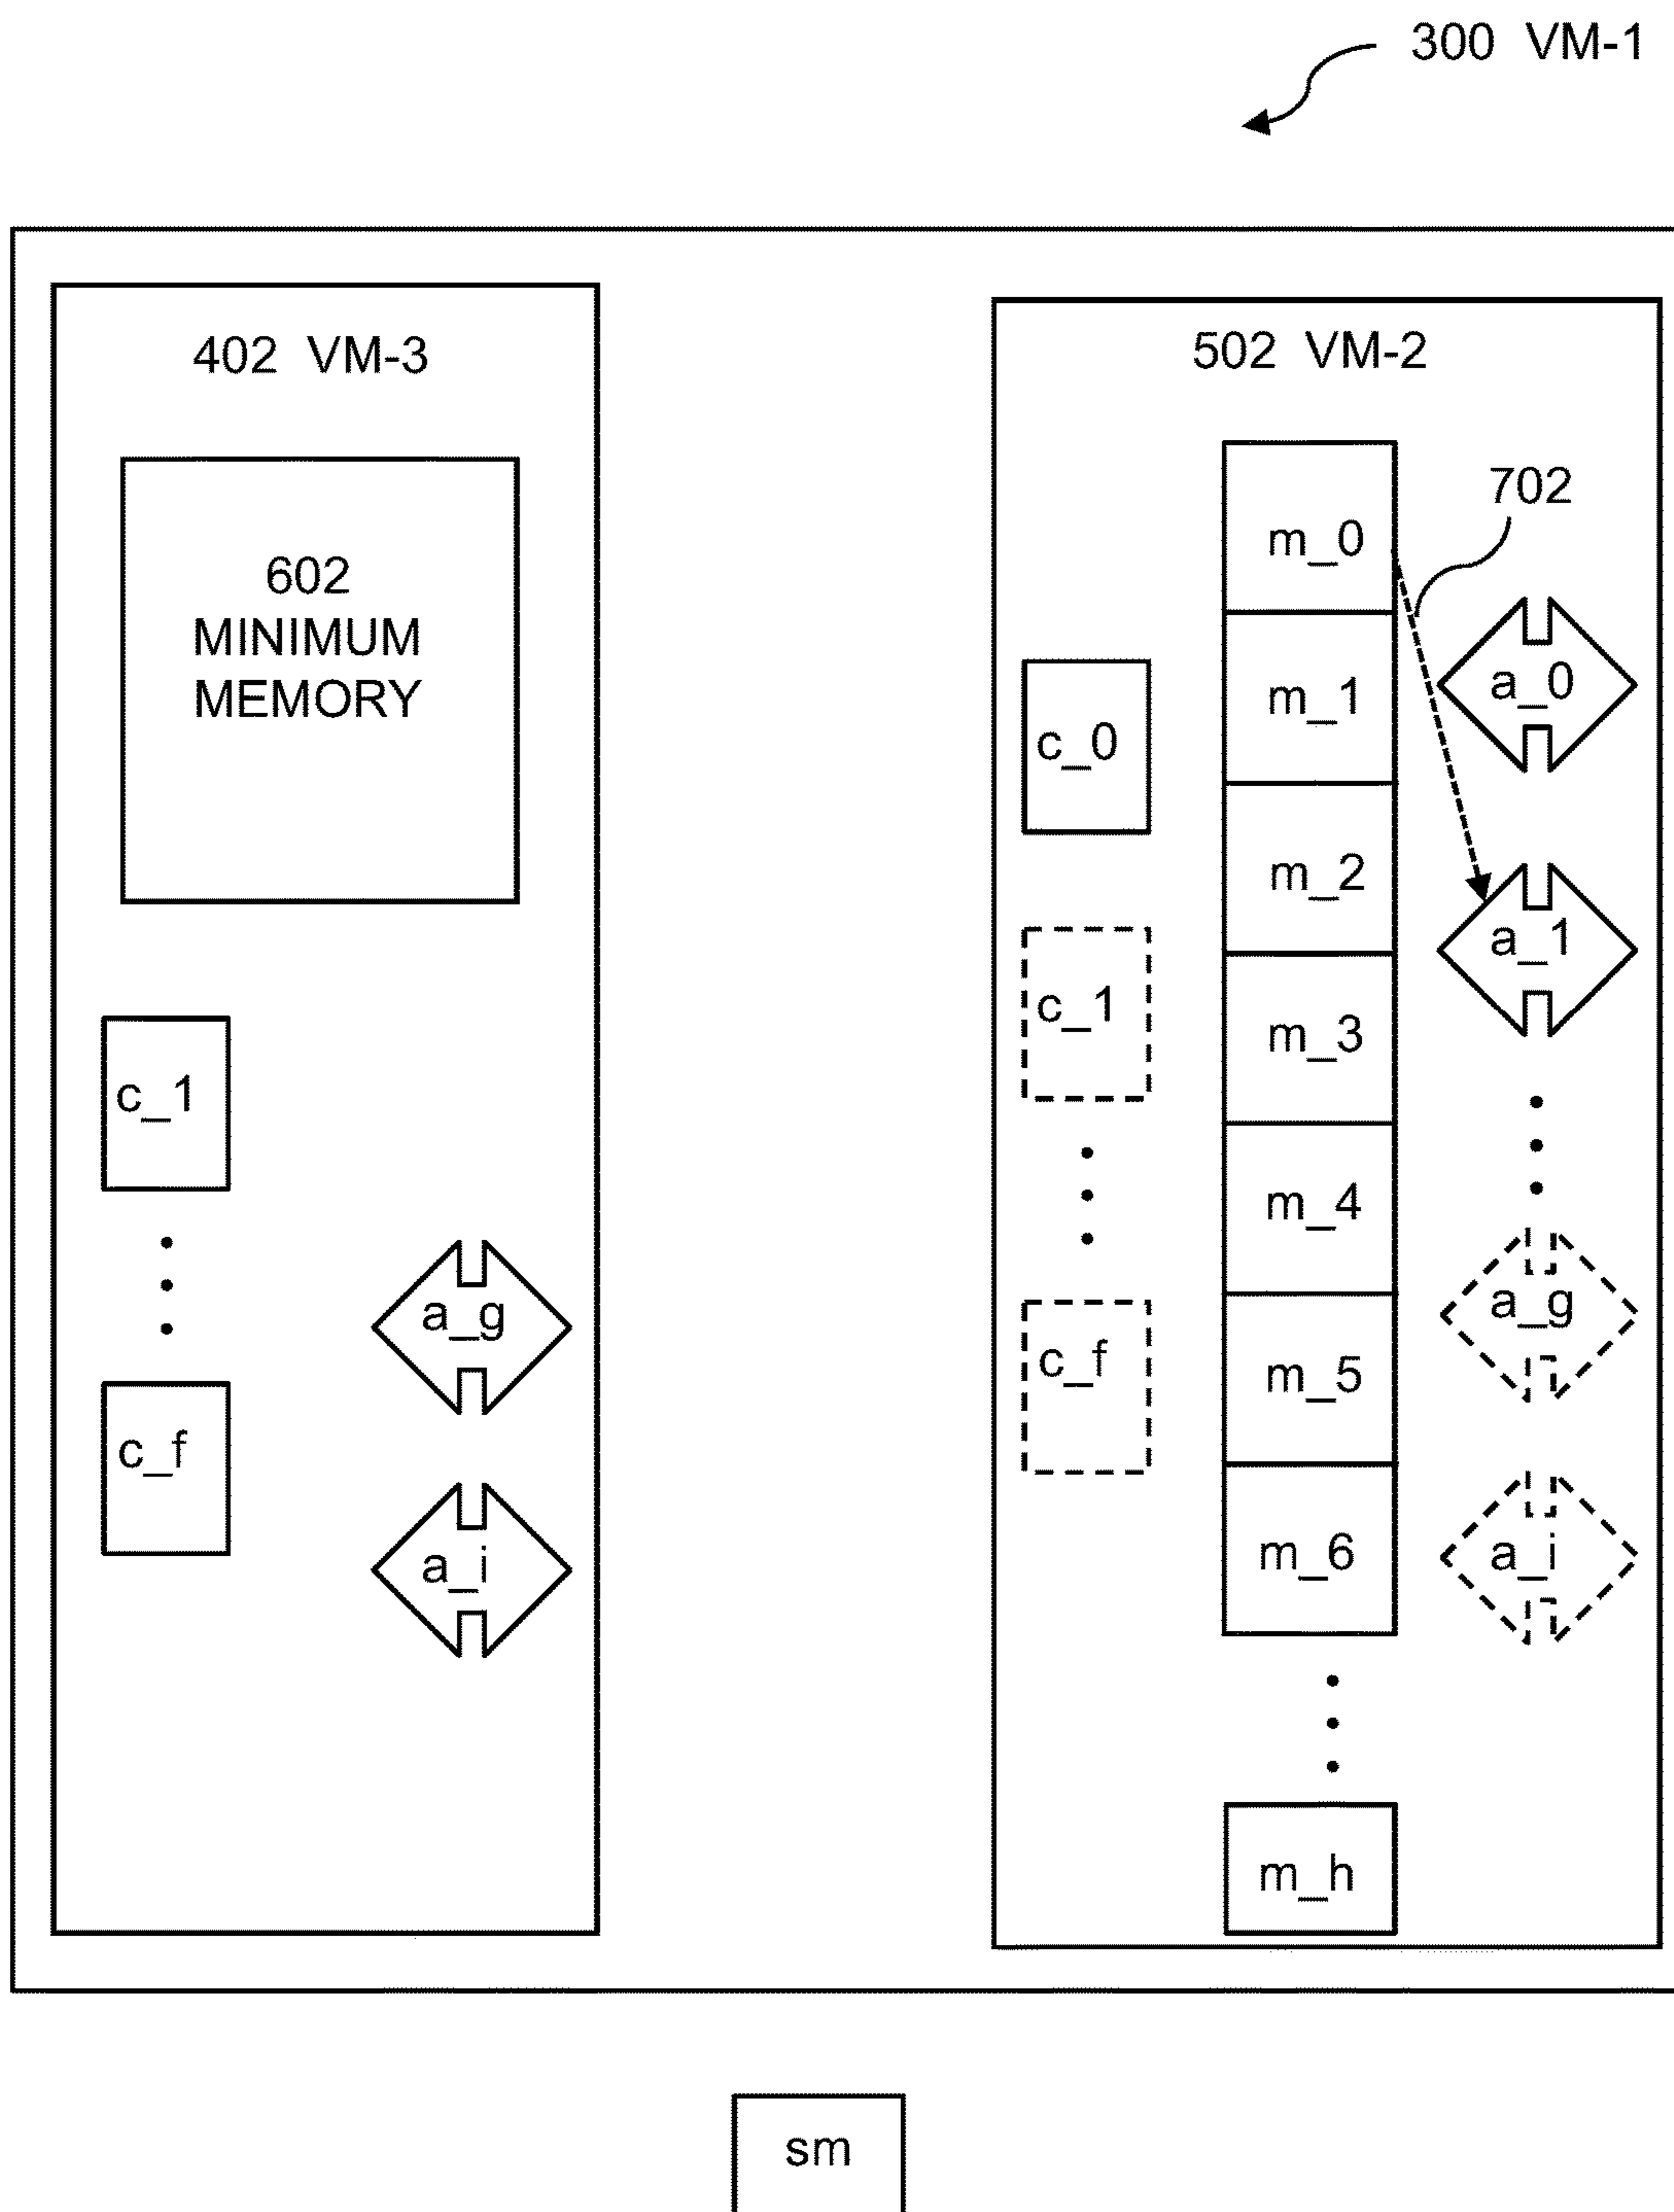 300 VM-1
402 VM-3
602
MINIMUM
MEMORY
c_1
c_f
a_g
a_i
502 VM-2
702
m_0
m_1
m_2
m_3
m_4
m_5
m_6
m_h
c_0
c_1
c_f
a_0
a_1
a_g
a_i
sm